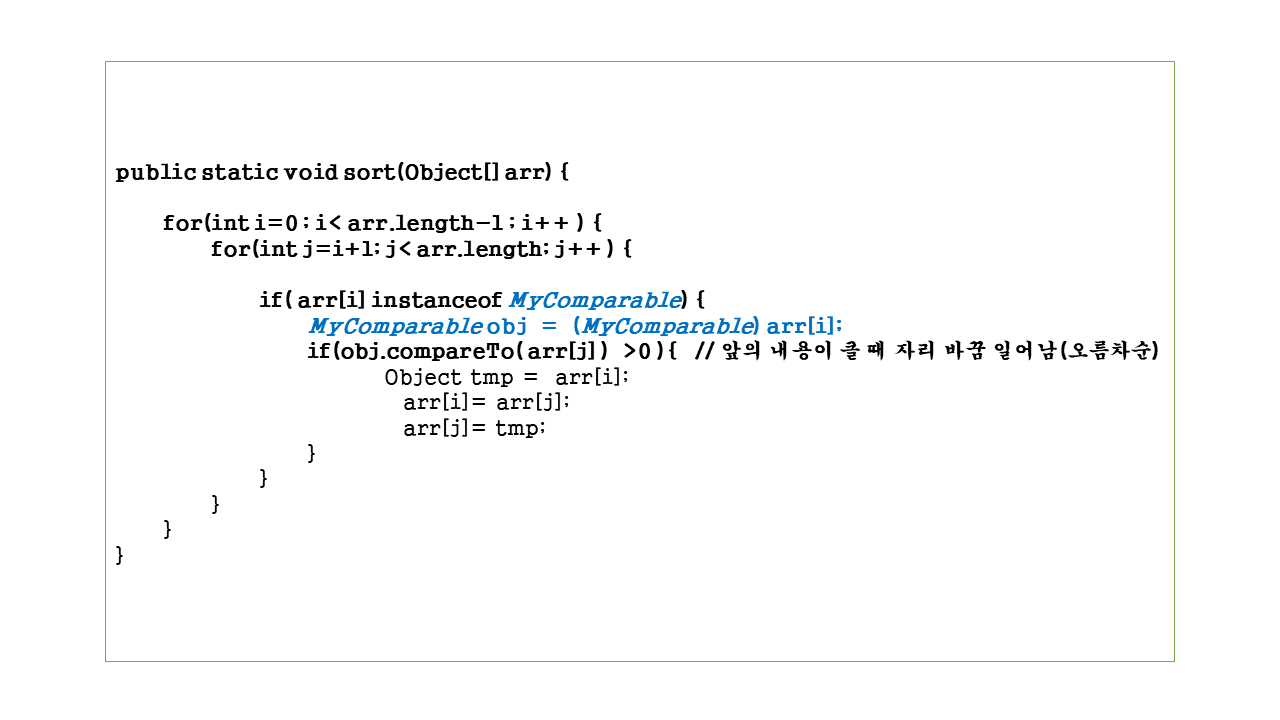 public static void sort(Object[] arr) {
for(int i=0; i< arr.length-1; i++ ) {
for(int j=i+1; j< arr.length; j++ ) {
if( arr[i] instanceof MyComparable) {
MyComparable obj = (MyComparable) arr[i];
if(obj.compareTo(arr[j]) >0 ){ // 앞의 내용이 클 때 자리 바꿈 일어남(오름차순)
Object tmp = arr[i];
arr[i]= arr[j];
arr[j]= tmp;
}
}
}
}
}